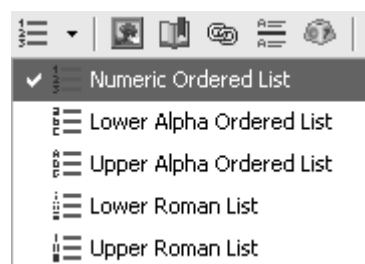 Numeric Ordered List
Lower Alpha Ordered List
Upper Alpha Ordered List
Lower Roman List
Upper Roman List